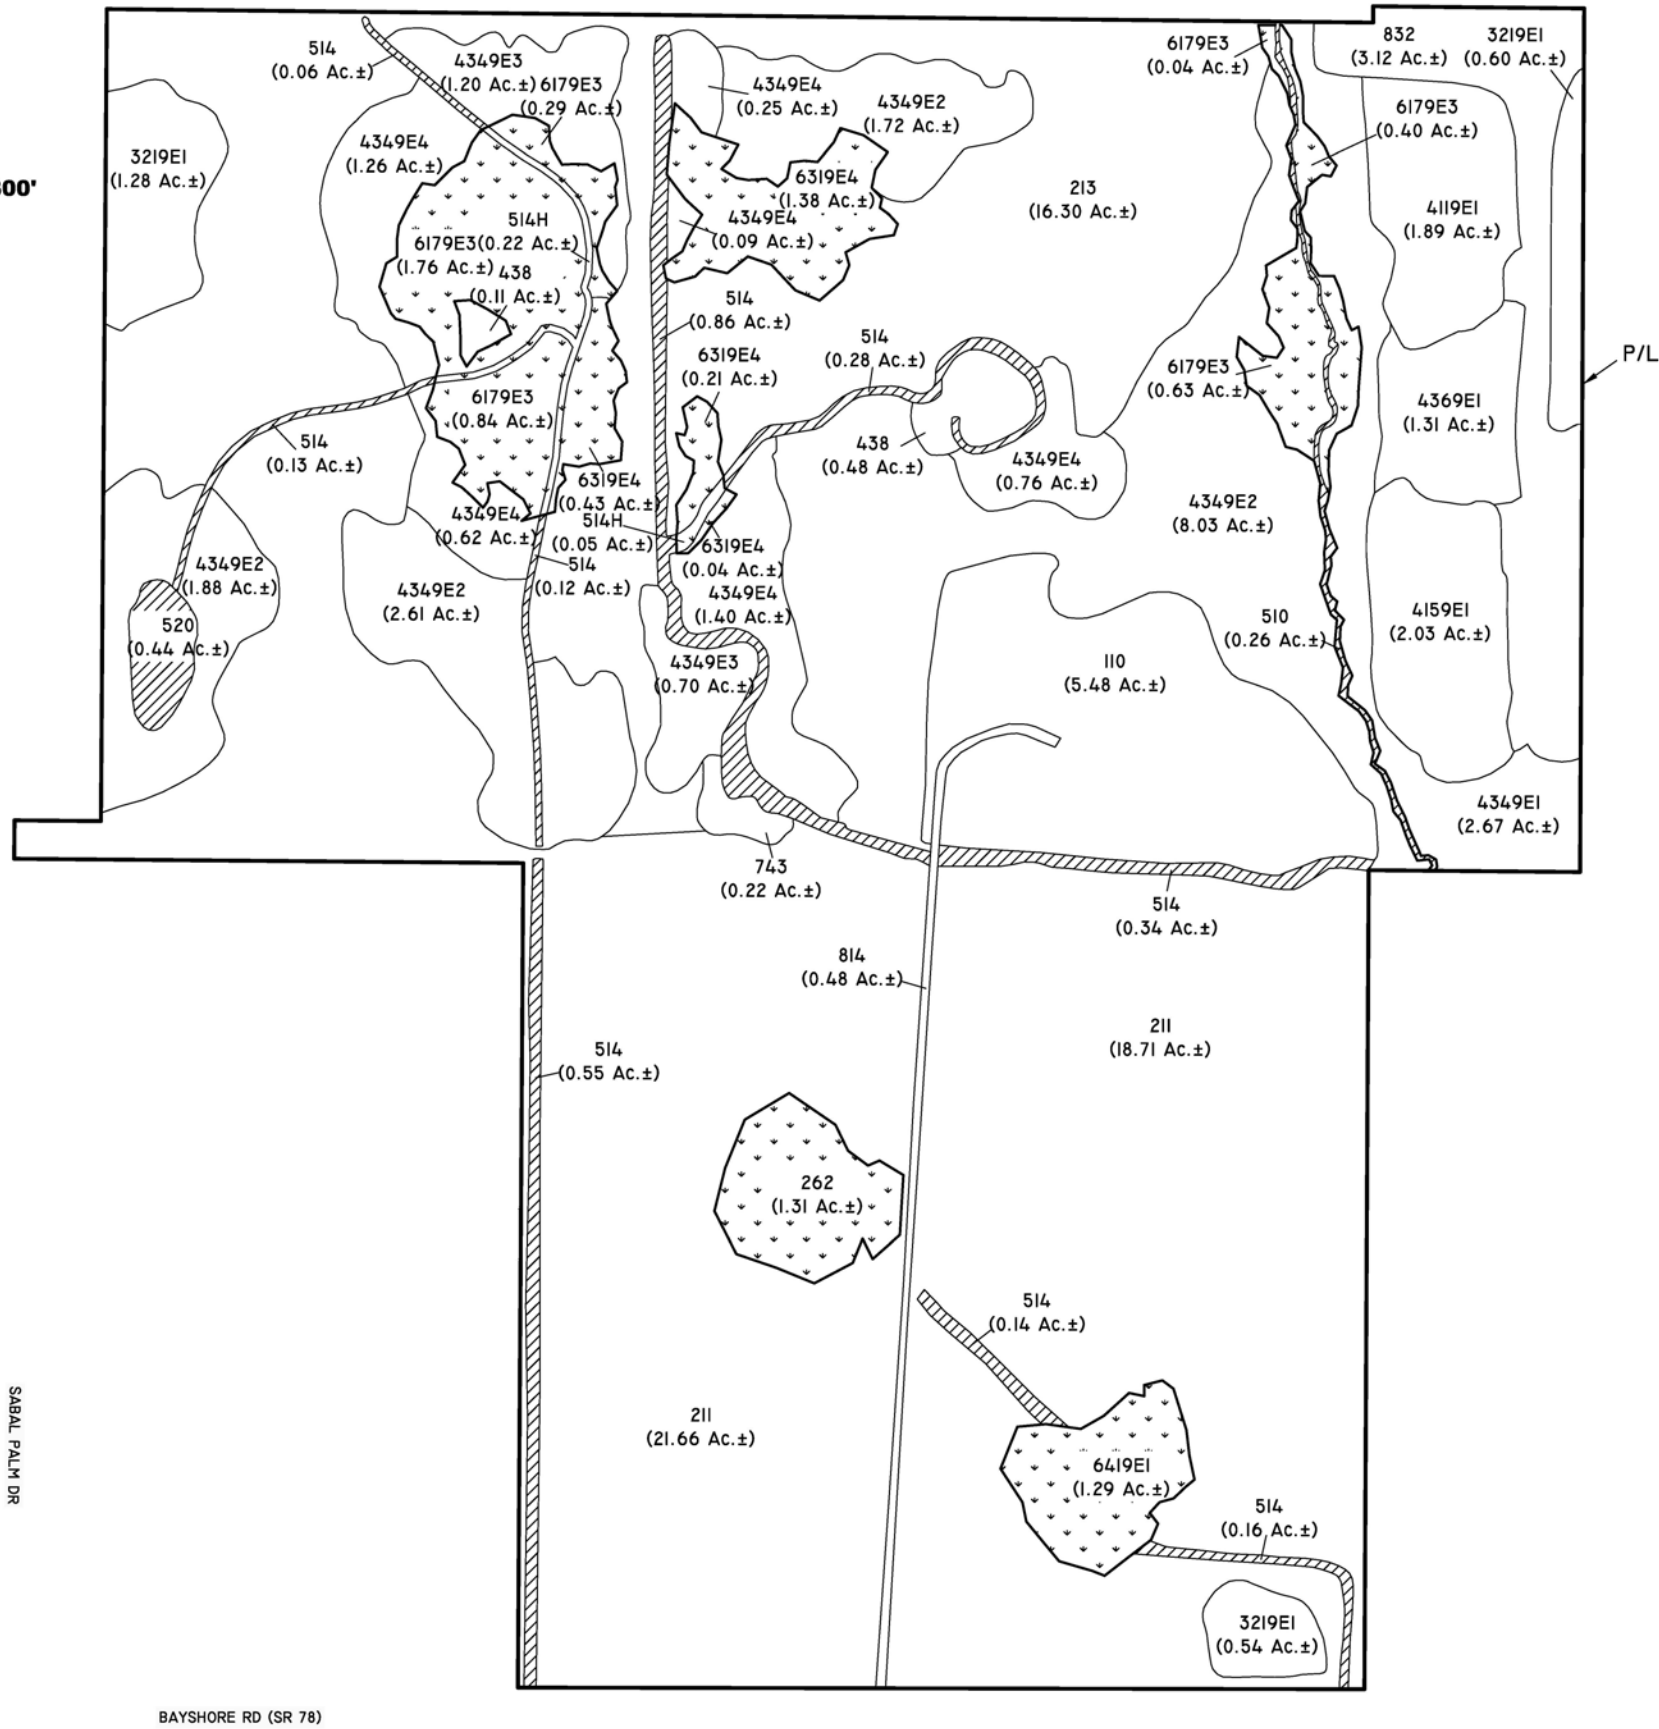 514
(0.06 Ac.±)
4349E3
(1.20 Ac.±)
6179E3
(0.29 Ac.±)
4349E4
(0.25 Ac.±)
4349E2
(1.72 Ac.±)
6179E3
(0.04 Ac.±)
832
(3.12 Ac.±)
3219E1
(0.60 Ac.±)
6179E3
(0.40 Ac.±)
3219E1
(1.28 Ac.±)
4349E4
(1.26 Ac.±)
00'
6319E4
(1.38 Ac.±)
213
(16.30 Ac.±)
4119E1
(1.89 Ac.±)
514H
(0.22 Ac.±)
6179E3
(1.76 Ac.±)
4349E4
(0.09 Ac.±)
438
(0.11 Ac.±)
514
(0.86 Ac.±)
514
(0.28 Ac.±)
6319E4
(0.21 Ac.±)
6179E3
(0.63 Ac.±)
P/L
6179E3
(0.84 Ac.±)
4369E1
(1.31 Ac.±)
514
(0.13 Ac.±)
438
(0.48 Ac.±)
4349E4
(0.76 Ac.±)
6319E4
(0.43 Ac.±)
4349E4
(0.62 Ac.±)
514H
(0.05 Ac.±)
4349E2
(8.03 Ac.±)
6319E4
(0.04 Ac.±)
4349E2
(1.88 Ac.±)
514
(0.12 Ac.±)
4349E2
(2.61 Ac.±)
4349E4
(1.40 Ac.±)
510
(0.26 Ac.±)
4159E1
(2.03 Ac.±)
520
(0.44 Ac.±)
4349E3
(0.70 Ac.±)
110
(5.48 Ac.±)
4349E1
(2.67 Ac.±)
743
(0.22 Ac.±)
514
(0.34 Ac.±)
814
(0.48 Ac.±)
211
(18.71 Ac.±)
514
(0.55 Ac.±)
262
(1.31 Ac.±)
514
(0.14 Ac.±)
211
(21.66 Ac.±)
SABAL PALM DR
6419E1
(1.29 Ac.±)
514
(0.16 Ac.±)
3219E1
(0.54 Ac.±)
BAYSHORE RD (SR 78)